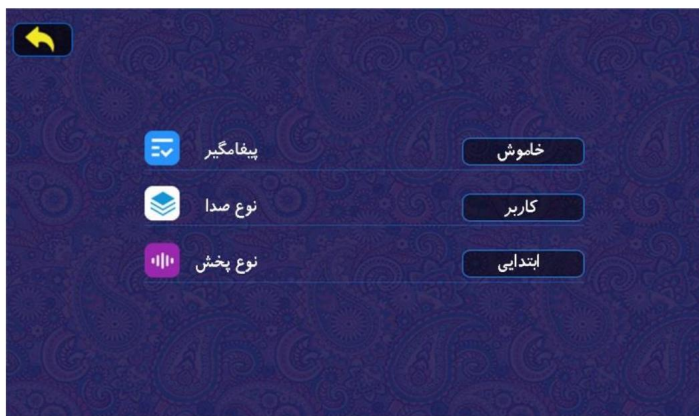 پیغامگیر خاموش
نوع صدا کاربر
نوع پخش ابتدایی